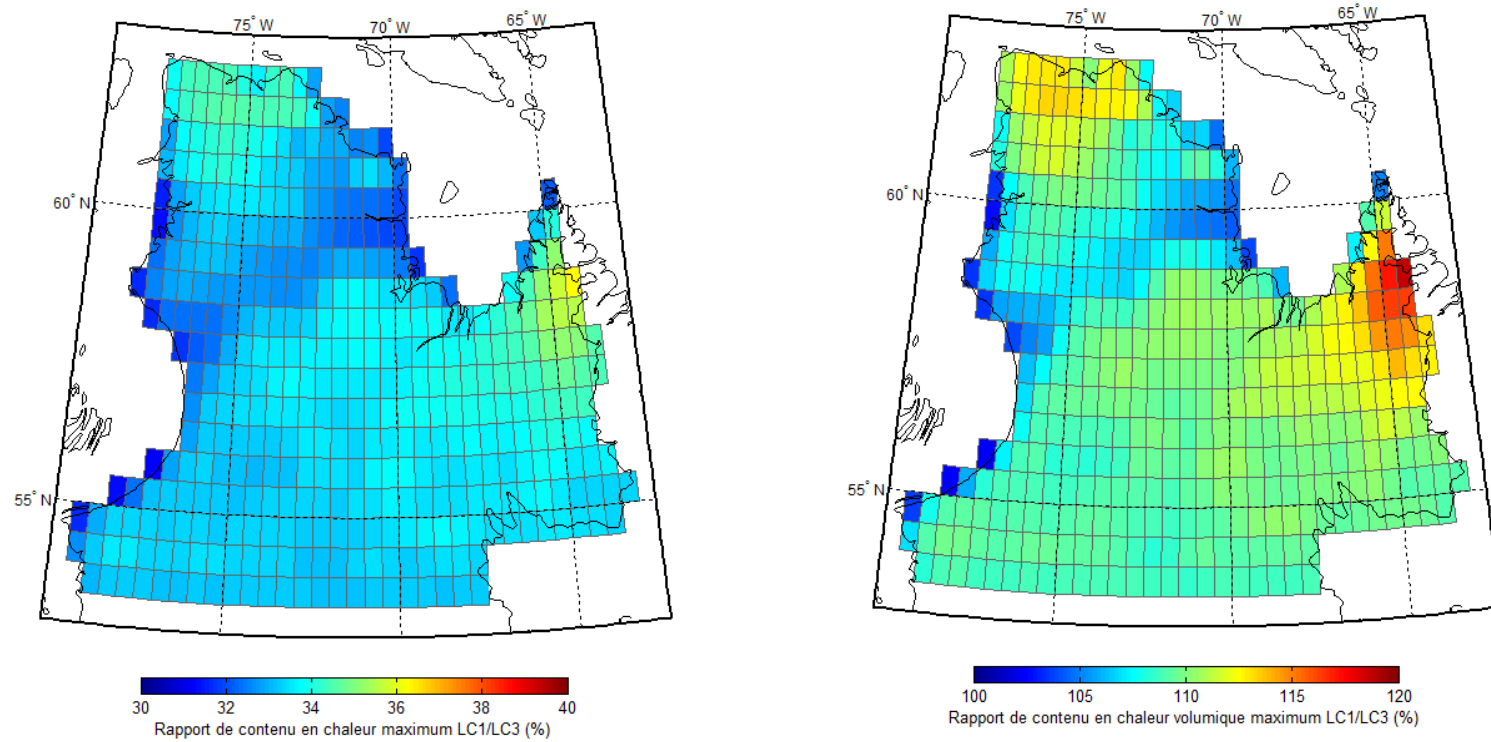 75° W 70° W 65° W
60° N
55° N
30 32 34 36 38 40
Rapport de contenu en chaleur maximum LC1/LC3 (%)
75° W 70° W 65° W
60° N
55° N
100 105 110 115 120
Rapport de contenu en chaleur volumique maximum LC1/LC3 (%)